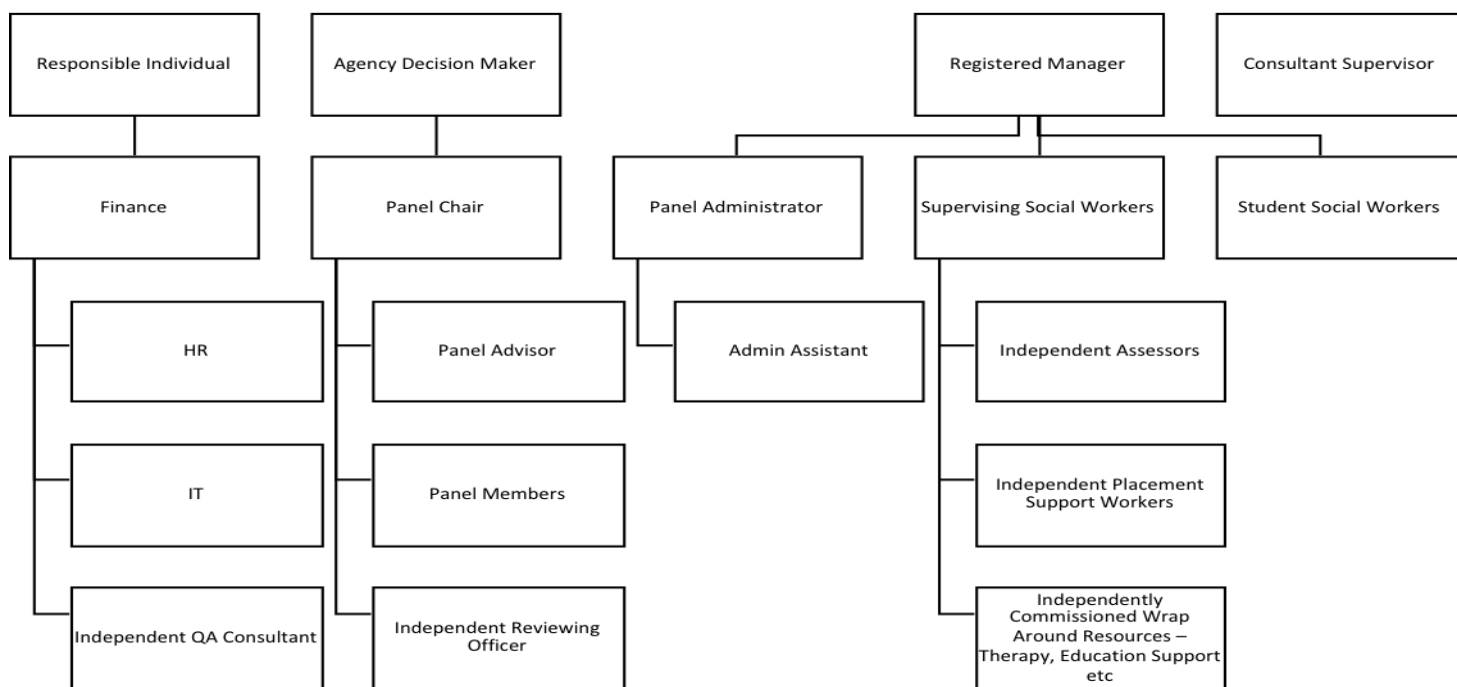 Responsible Individual
Agency Decision Maker
Registered Manager
Consultant Supervisor
Finance
Panel Chair
Panel Administrator
Supervising Social Workers
Student Social Workers
HR
Panel Advisor
Admin Assistant
Independent Assessors
IT
Panel Members
Independent Placement
Support Workers
Independent QA Consultant
Independent Reviewing
Officer
Independently
Commissioned Wrap
Around Resources –
Therapy, Education Support
etc